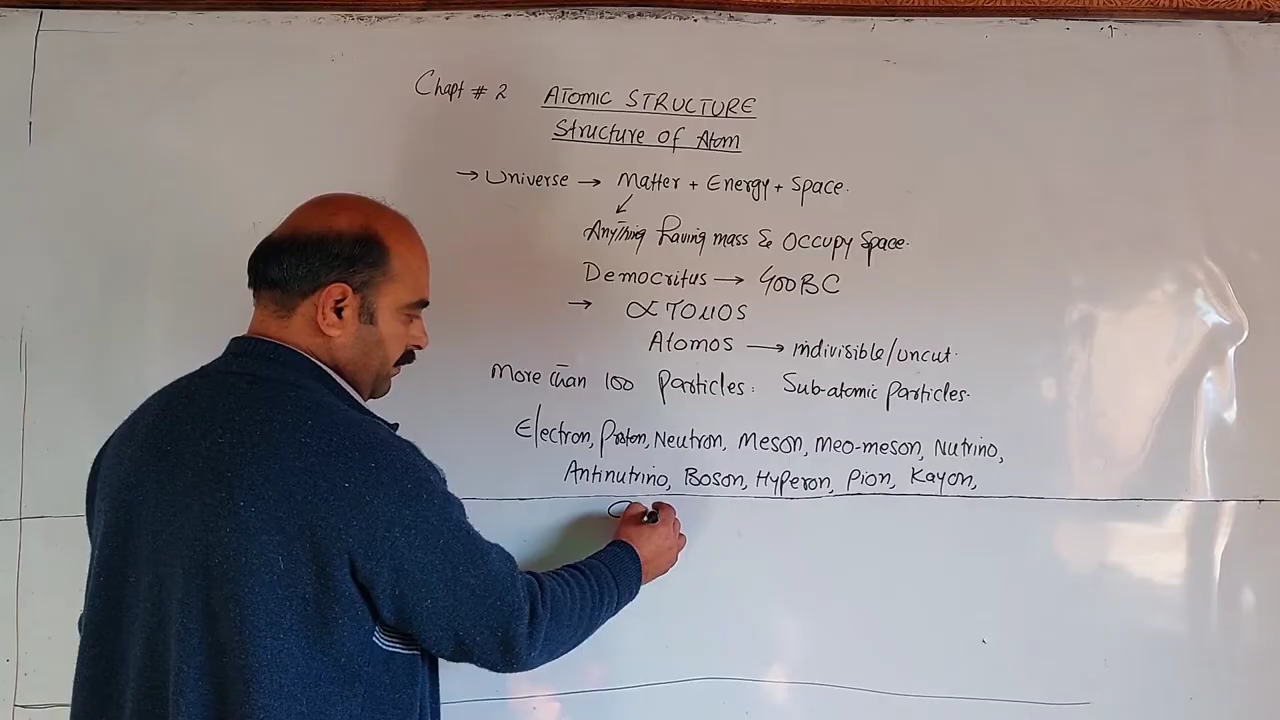 Chapt # 2 ATOMIC STRUCTURE
Structure of Atom
→ Universe → Matter + Energy + Space.
Anything having mass & occupy space.
Democritus → 400BC
→ αTOMOS
Atomos → indivisible/uncut.
More than 100 Particles. Sub-atomic particles.
Electron, Proton, Neutron, Meson, Meo-meson, Nutrino,
Antinutrino, Boson, Hyperon, Pion, Kayon,